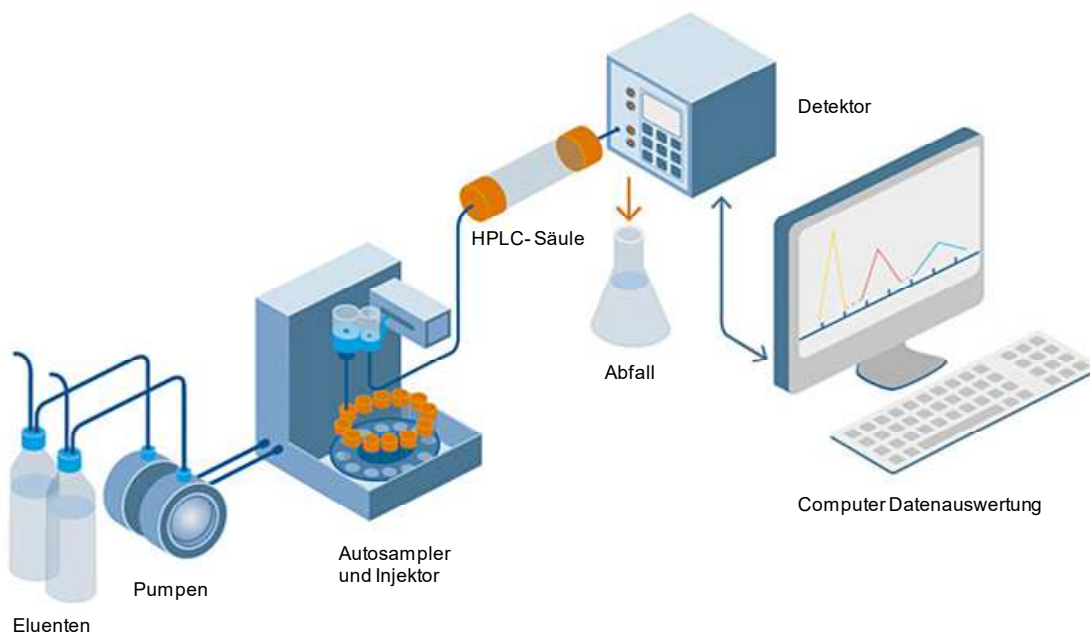 Detektor
HPLC- Säule
Abfall
Computer Datenauswertung
Autosampler
und Injektor
Pumpen
Eluenten